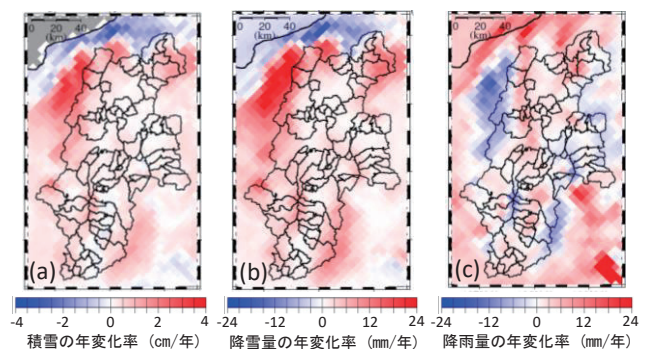 0 20 40
(km)
(a)
-4 -2 0 2 4
積雪の年変化率 (cm/年)
0 20 40
(km)
(b)
-24 -12 0 12 24
降雪量の年変化率 (mm/年)
0 20 40
(km)
(c)
-24 -12 0 12 24
降雨量の年変化率 (mm/年)